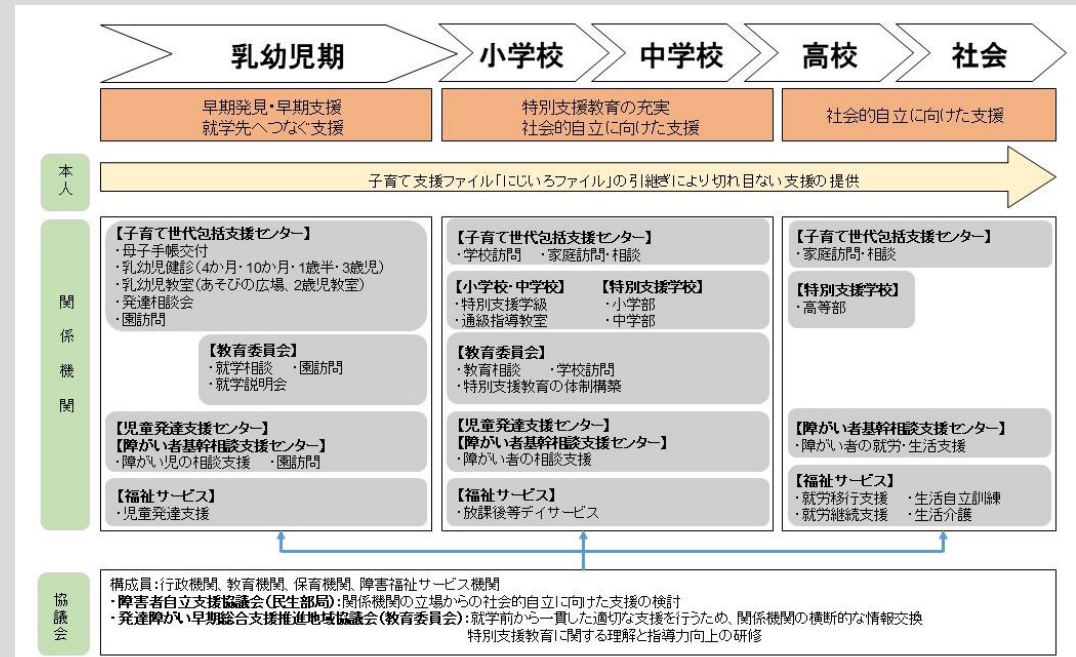 乳幼児期
小学校
中学校
高校
社会
早期発見・早期支援
就学先へつなぐ支援
特別支援教育の充実
社会的自立に向けた支援
社会的自立に向けた支援
本人
子育て支援ファイル「にじいろファイル」の引継ぎにより切れ目ない支援の提供
関係機関
【子育て世代包括支援センター】
・母子手帳交付
・乳幼児健診(4か月・10か月・1歳半・3歳児)
・乳幼児教室(あそびの広場、2歳児教室)
・発達相談会
・園訪問
【教育委員会】
・就学相談 ・園訪問
・就学説明会
【児童発達支援センター】
【障がい者基幹相談支援センター】
・障がい児の相談支援 ・園訪問
【福祉サービス】
・児童発達支援
【子育て世代包括支援センター】
・学校訪問 ・家庭訪問・相談
【小学校・中学校】 【特別支援学校】
・特別支援学級 ・小学部
・通級指導教室 ・中学部
【教育委員会】
・教育相談 ・学校訪問
・特別支援教育の体制構築
【児童発達支援センター】
【障がい者基幹相談支援センター】
・障がい者の相談支援
【福祉サービス】
・放課後等デイサービス
【子育て世代包括支援センター】
・家庭訪問・相談
【特別支援学校】
・高等部
【障がい者基幹相談支援センター】
・障がい者の就労・生活支援
【福祉サービス】
・就労移行支援 ・生活自立訓練
・就労継続支援 ・生活介護
協議会
構成員:行政機関、教育機関、保育機関、障害福祉サービス機関
・障害者自立支援協議会(民生部局):関係機関の立場からの社会的自立に向けた支援の検討
・発達障がい早期総合支援推進地域協議会(教育委員会):就学前から一貫した適切な支援を行うため、関係機関の横断的な情報交換
特別支援教育に関する理解と指導力向上の研修